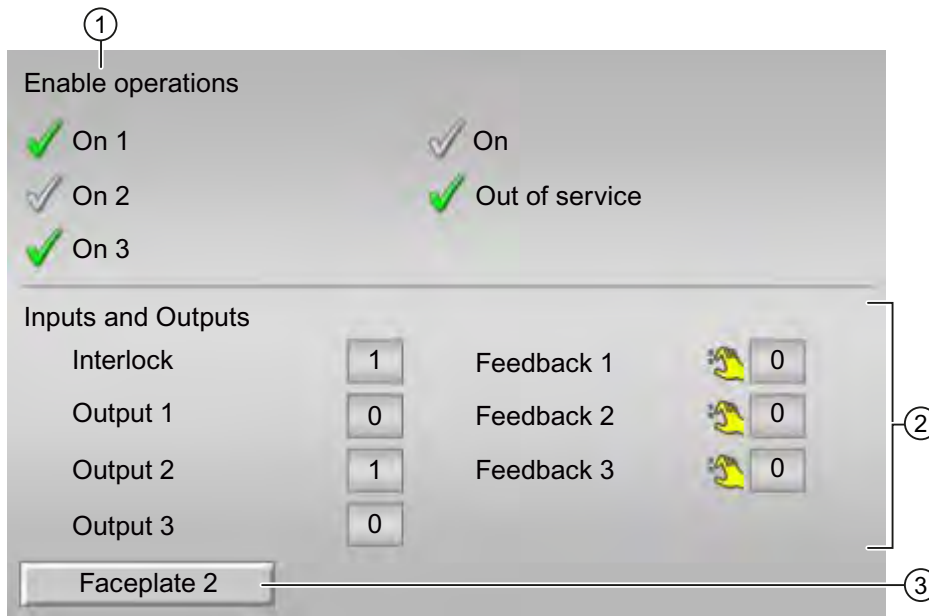 1
Enable operations
On 1
On
On 2
Out of service
On 3
Inputs and Outputs
Interlock 1 Feedback 1 0
Output 1 0 Feedback 2 0
2
Output 2 1 Feedback 3 0
Output 3 0
Faceplate 2
3